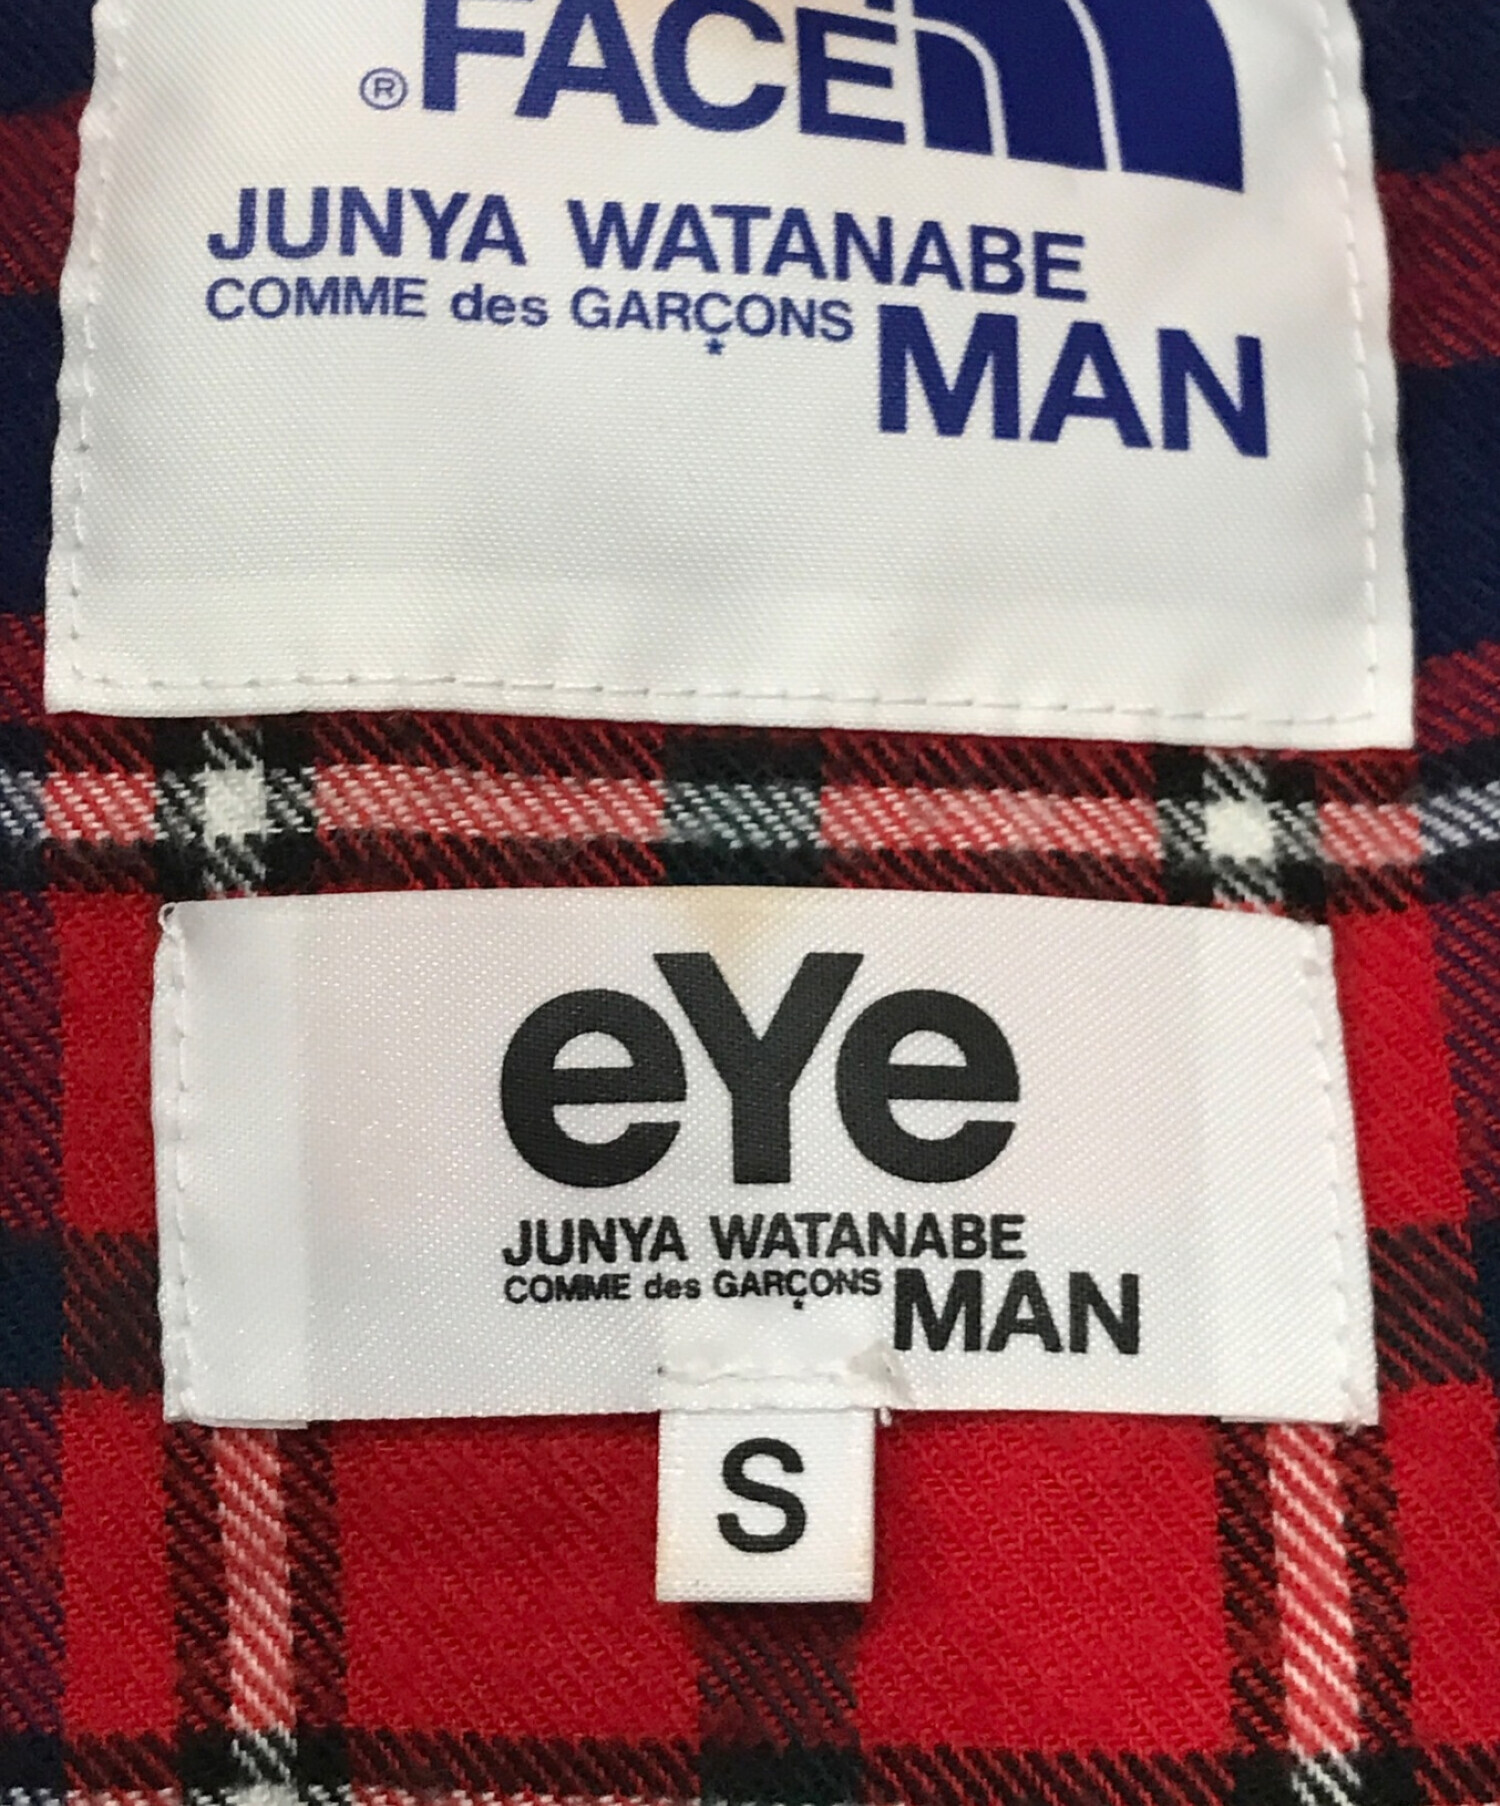 ® FACE
JUNYA WATANABE
COMME des GARÇONS MAN
eYe
JUNYA WATANABE
COMME des GARÇONS MAN
S